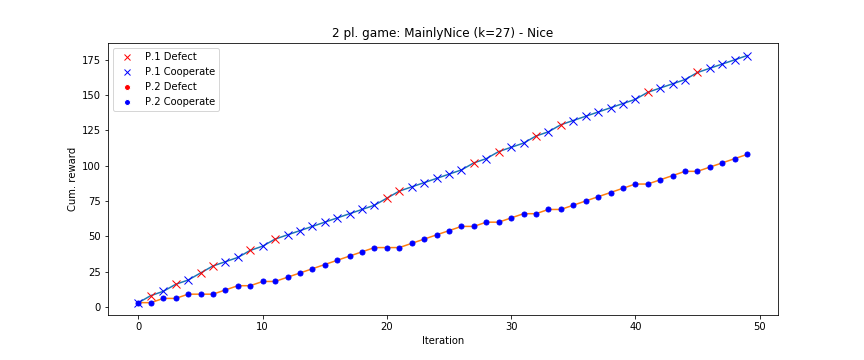 2 pl. game: MainlyNice (k=27) - Nice
P.1 Defect
P.1 Cooperate
P.2 Defect
P.2 Cooperate
Cum. reward
175
150
125
100
75
50
25
0
0 10 20 30 40 50
Iteration